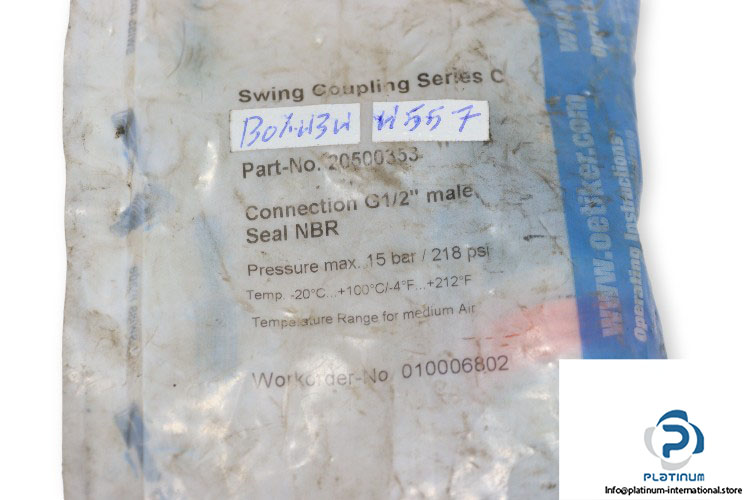 Swing Coupling Series C
Part-No. 20500353
Connection G1/2" male
Seal NBR
Pressure max. 15 bar / 218 psi
Temp. -20°C...+100°C/-4°F...+212°F
Temperature Range for medium Air
Workorder-No. 010006802
www.oetiker.com
Operating Instructions
PLATINUM
Info@platinum-international.store